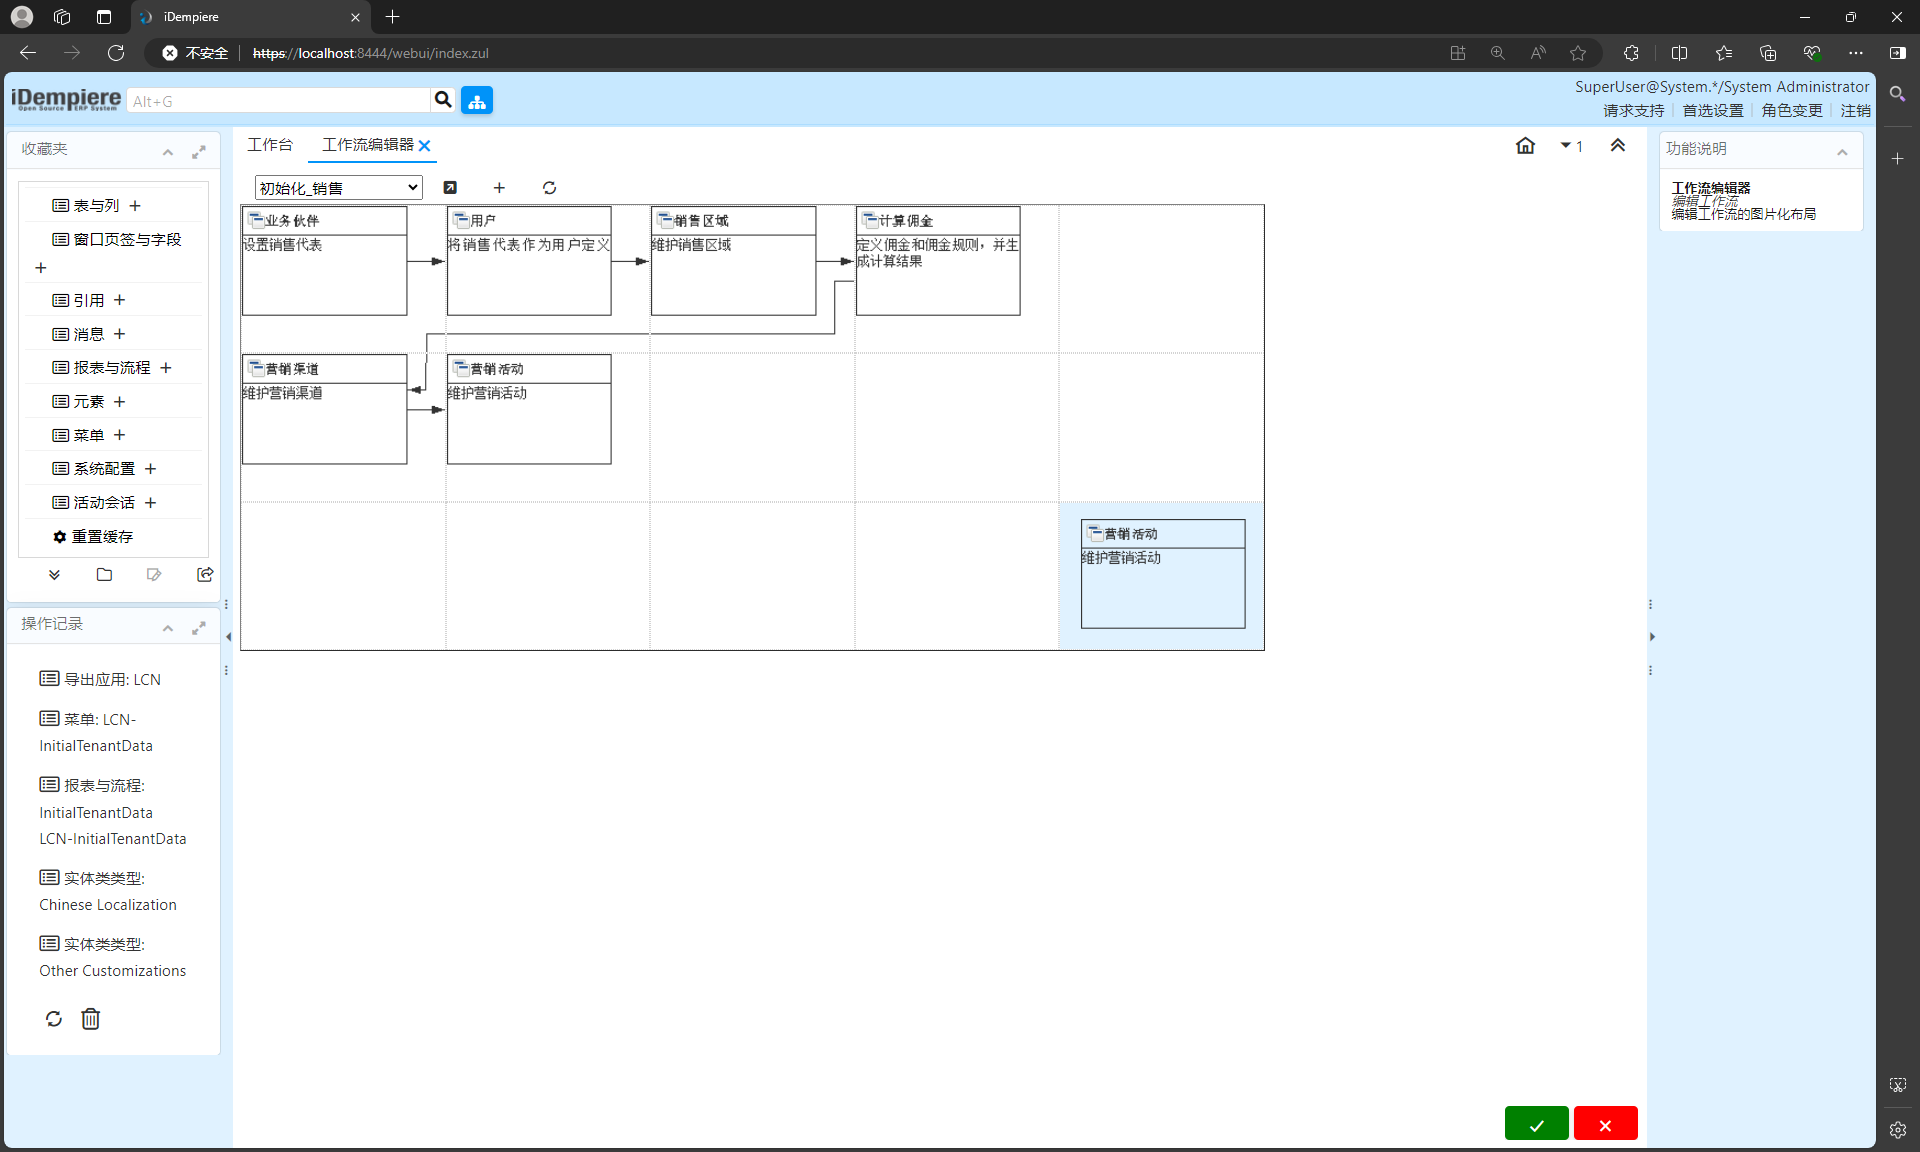 iDempiere
不安全
https://localhost:8444/webui/index.zul
iDempiere
Open Source ERP System
Alt+G
SuperUser@System.*/System Administrator
请求支持
首选设置
角色变更
注销
收藏夹
表与列
窗口页签与字段
引用
消息
报表与流程
元素
菜单
系统配置
活动会话
重置缓存
操作记录
导出应用: LCN
菜单: LCN-
InitialTenantData
报表与流程:
InitialTenantData
LCN-InitialTenantData
实体类类型:
Chinese Localization
实体类类型:
Other Customizations
工作台
工作流编辑器
1
初始化_销售
业务伙伴
设置销售代表
用户
将销售代表作为用户定义
销售区域
维护销售区域
计算佣金
定义佣金和佣金规则，并生
成计算结果
营销渠道
维护营销渠道
营销活动
维护营销活动
营销活动
维护营销活动
功能说明
工作流编辑器
编辑工作流
编辑工作流的图片化布局